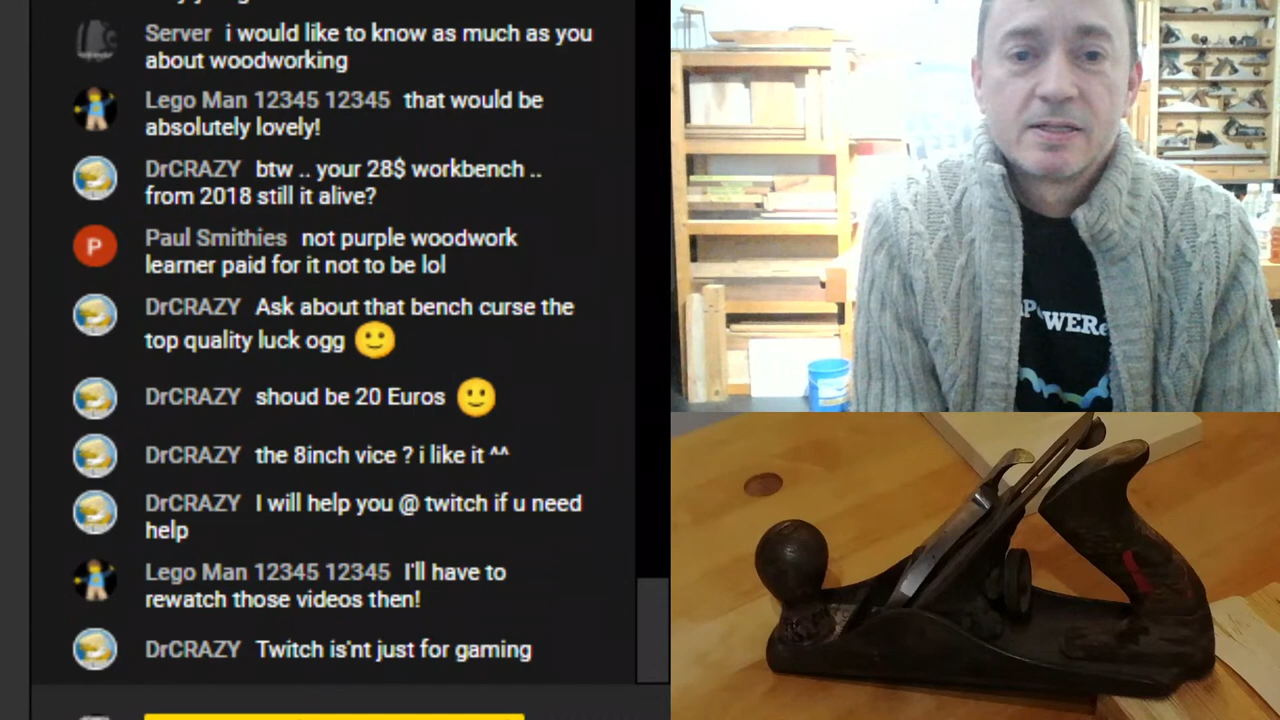 Server i would like to know as much as you
about woodworking
Lego Man 12345 12345 that would be
absolutely lovely!
DrCRAZY btw .. your 28$ workbench ..
from 2018 still it alive?
P
Paul Smithies not purple woodwork
learner paid for it not to be lol
DrCRAZY Ask about that bench curse the
top quality luck ogg 🙂
DrCRAZY shoud be 20 Euros 🙂
DrCRAZY the 8inch vice ? i like it ^^
DrCRAZY I will help you @ twitch if u need
help
Lego Man 12345 12345 I'll have to
rewatch those videos then!
DrCRAZY Twitch is'nt just for gaming